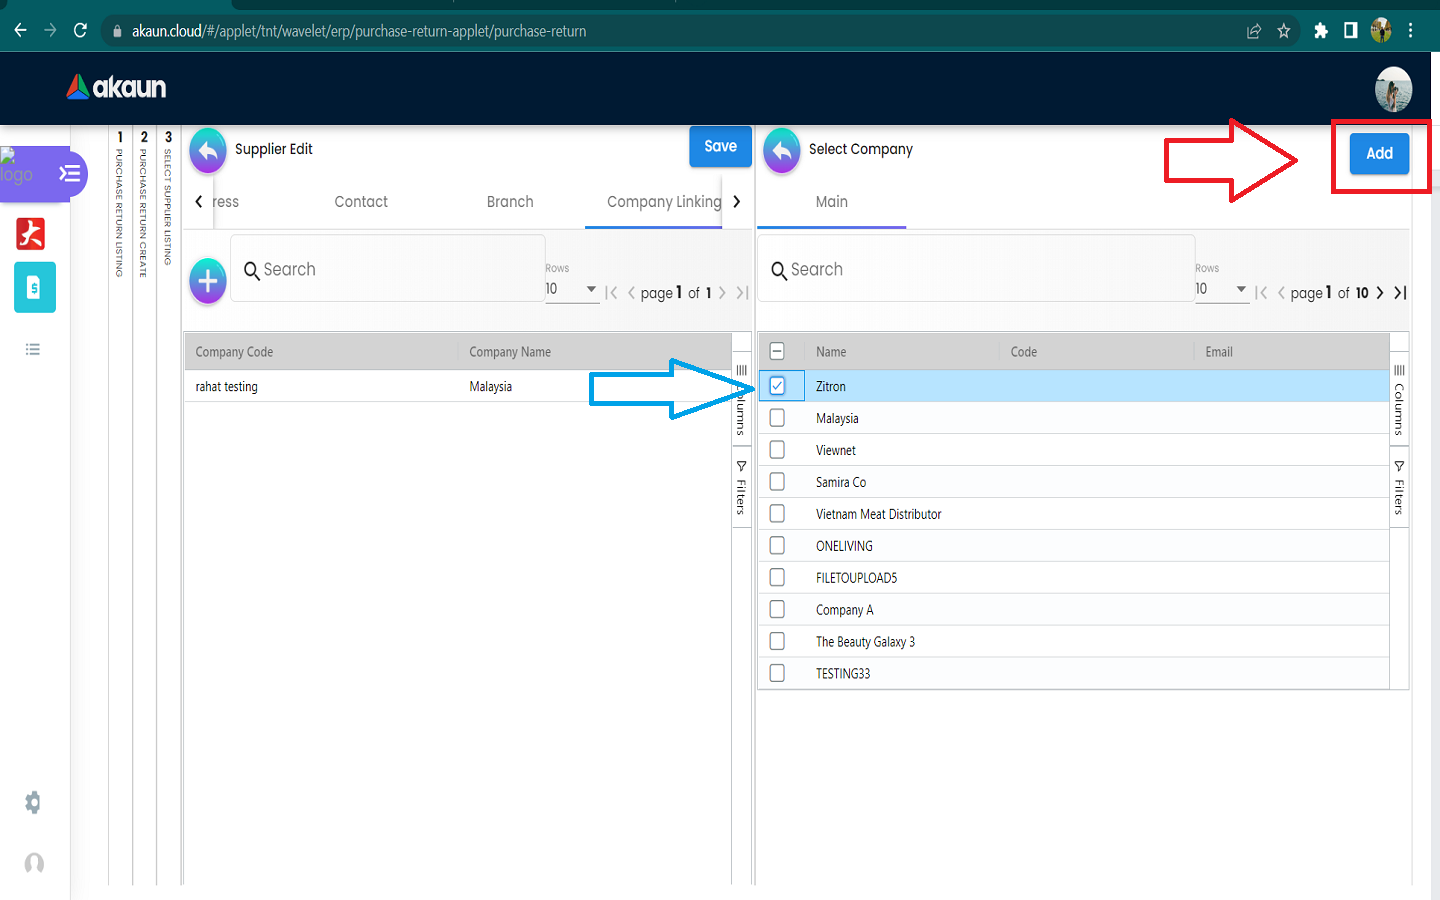 akaun.cloud/#/applet/tnt/wavelet/erp/purchase-return-applet/purchase-return
akaun
logo
1 PURCHASE RETURN LISTING
2 PURCHASE RETURN CREATE
3 SELECT SUPPLIER LISTING
Supplier Edit
Save
ress Contact Branch Company Linking
Search
Rows
10
page 1 of 1
Company Code Company Name
rahat testing Malaysia
Columns
Filters
Select Company
Add
Main
Search
Rows
10
page 1 of 10
Name Code Email
Zitron
Malaysia
Viewnet
Samira Co
Vietnam Meat Distributor
ONELIVING
FILETOUPLOAD5
Company A
The Beauty Galaxy 3
TESTING33
Columns
Filters